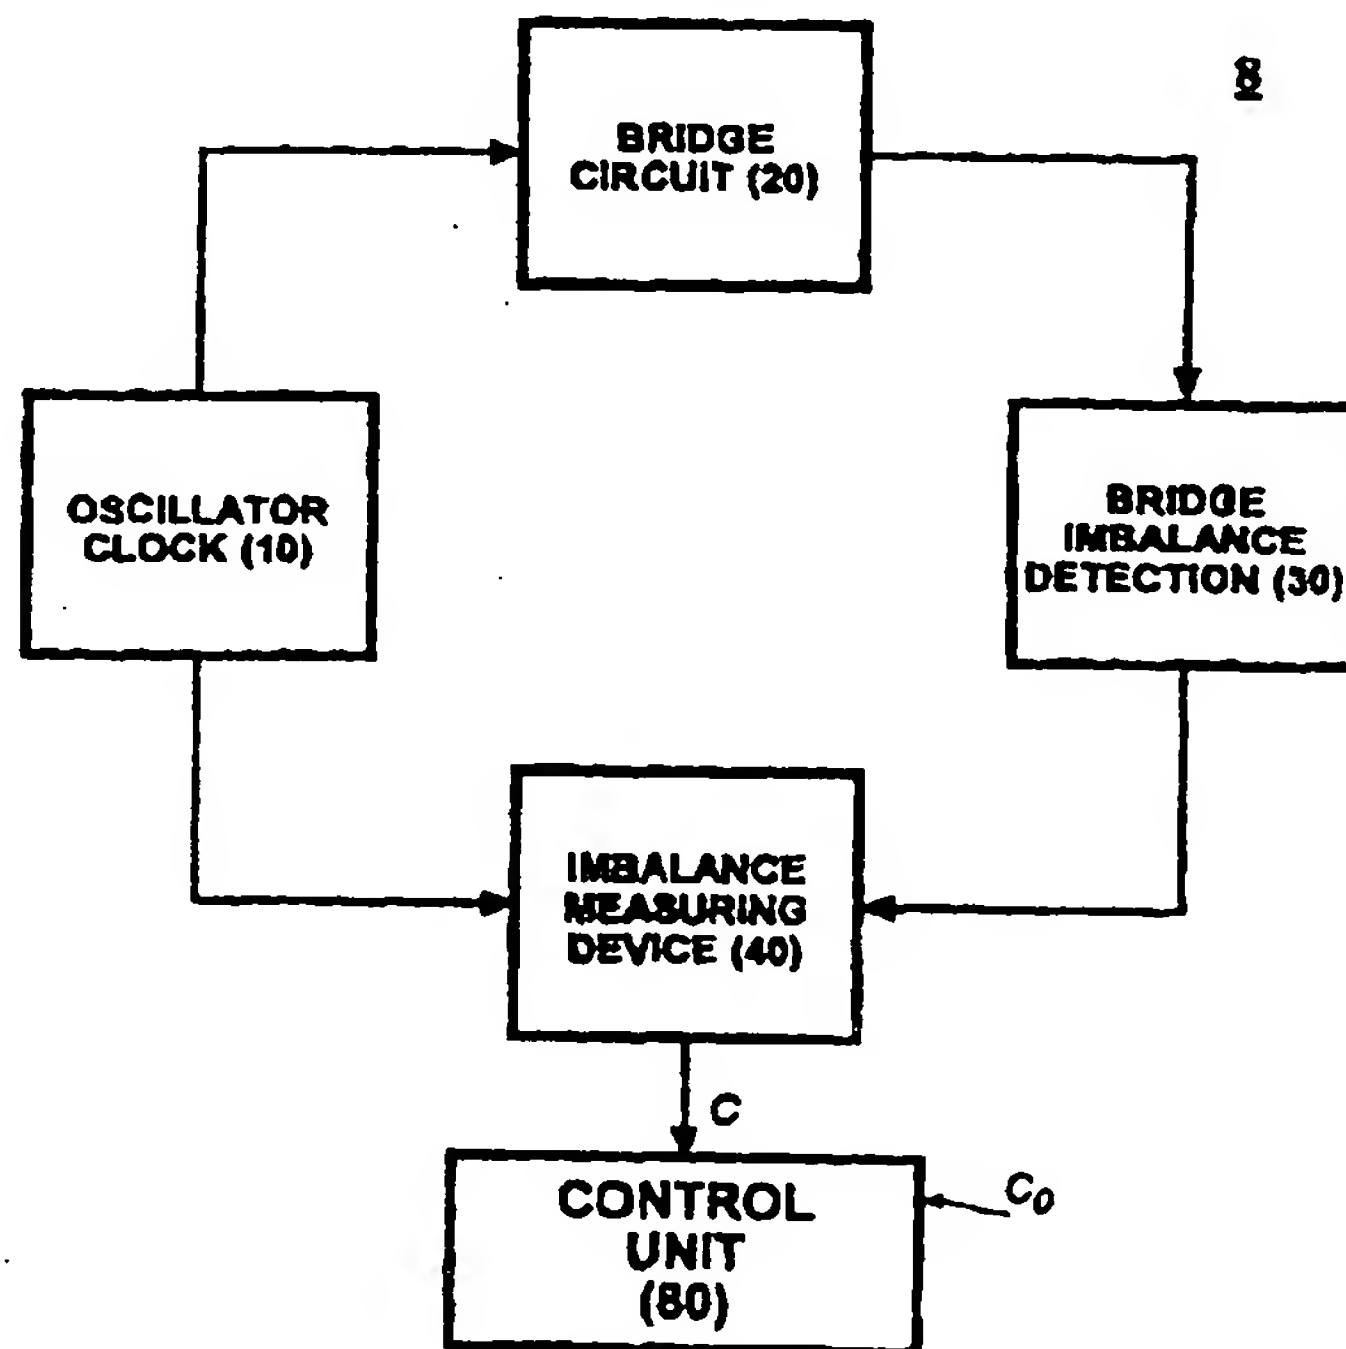 8
BRIDGE
CIRCUIT (20)
OSCILLATOR
CLOCK (10)
BRIDGE
IMBALANCE
DETECTION (30)
IMBALANCE
MEASURING
DEVICE (40)
C
C0
CONTROL
UNIT
(80)